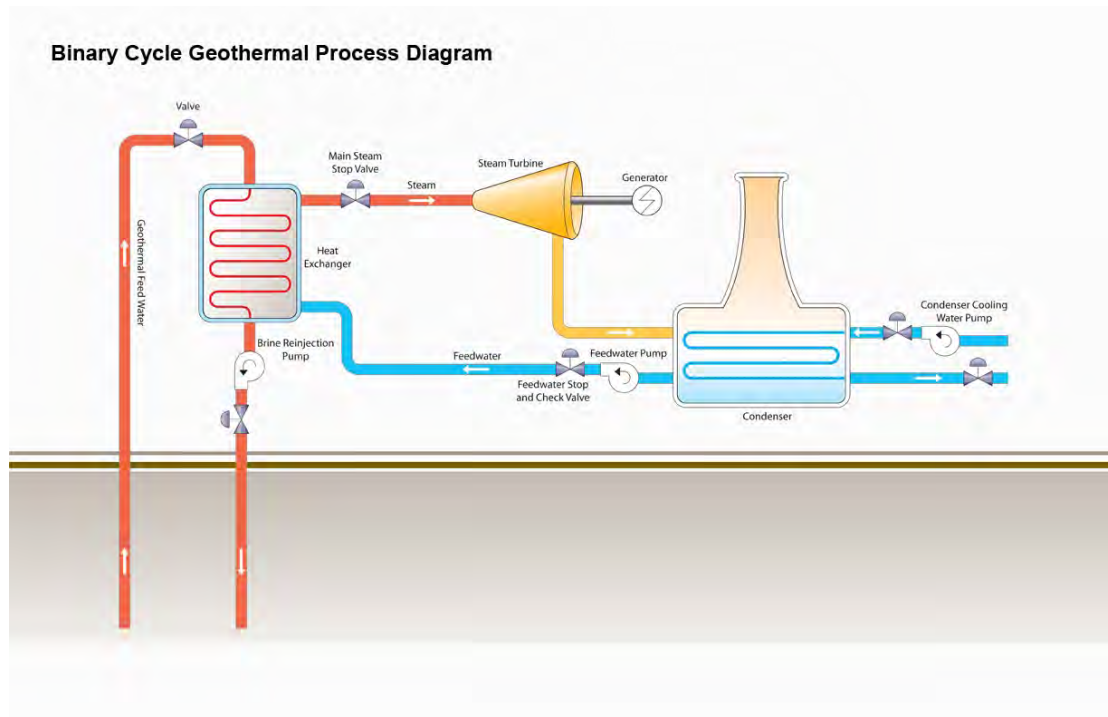 Binary Cycle Geothermal Process Diagram
Valve
Main Steam
Stop Valve
Steam
Steam Turbine
Generator
Geothermal Feed Water
Heat
Exchanger
Brine Reinjection
Pump
Feedwater
Feedwater Pump
Feedwater Stop
and Check Valve
Condenser Cooling
Water Pump
Condenser